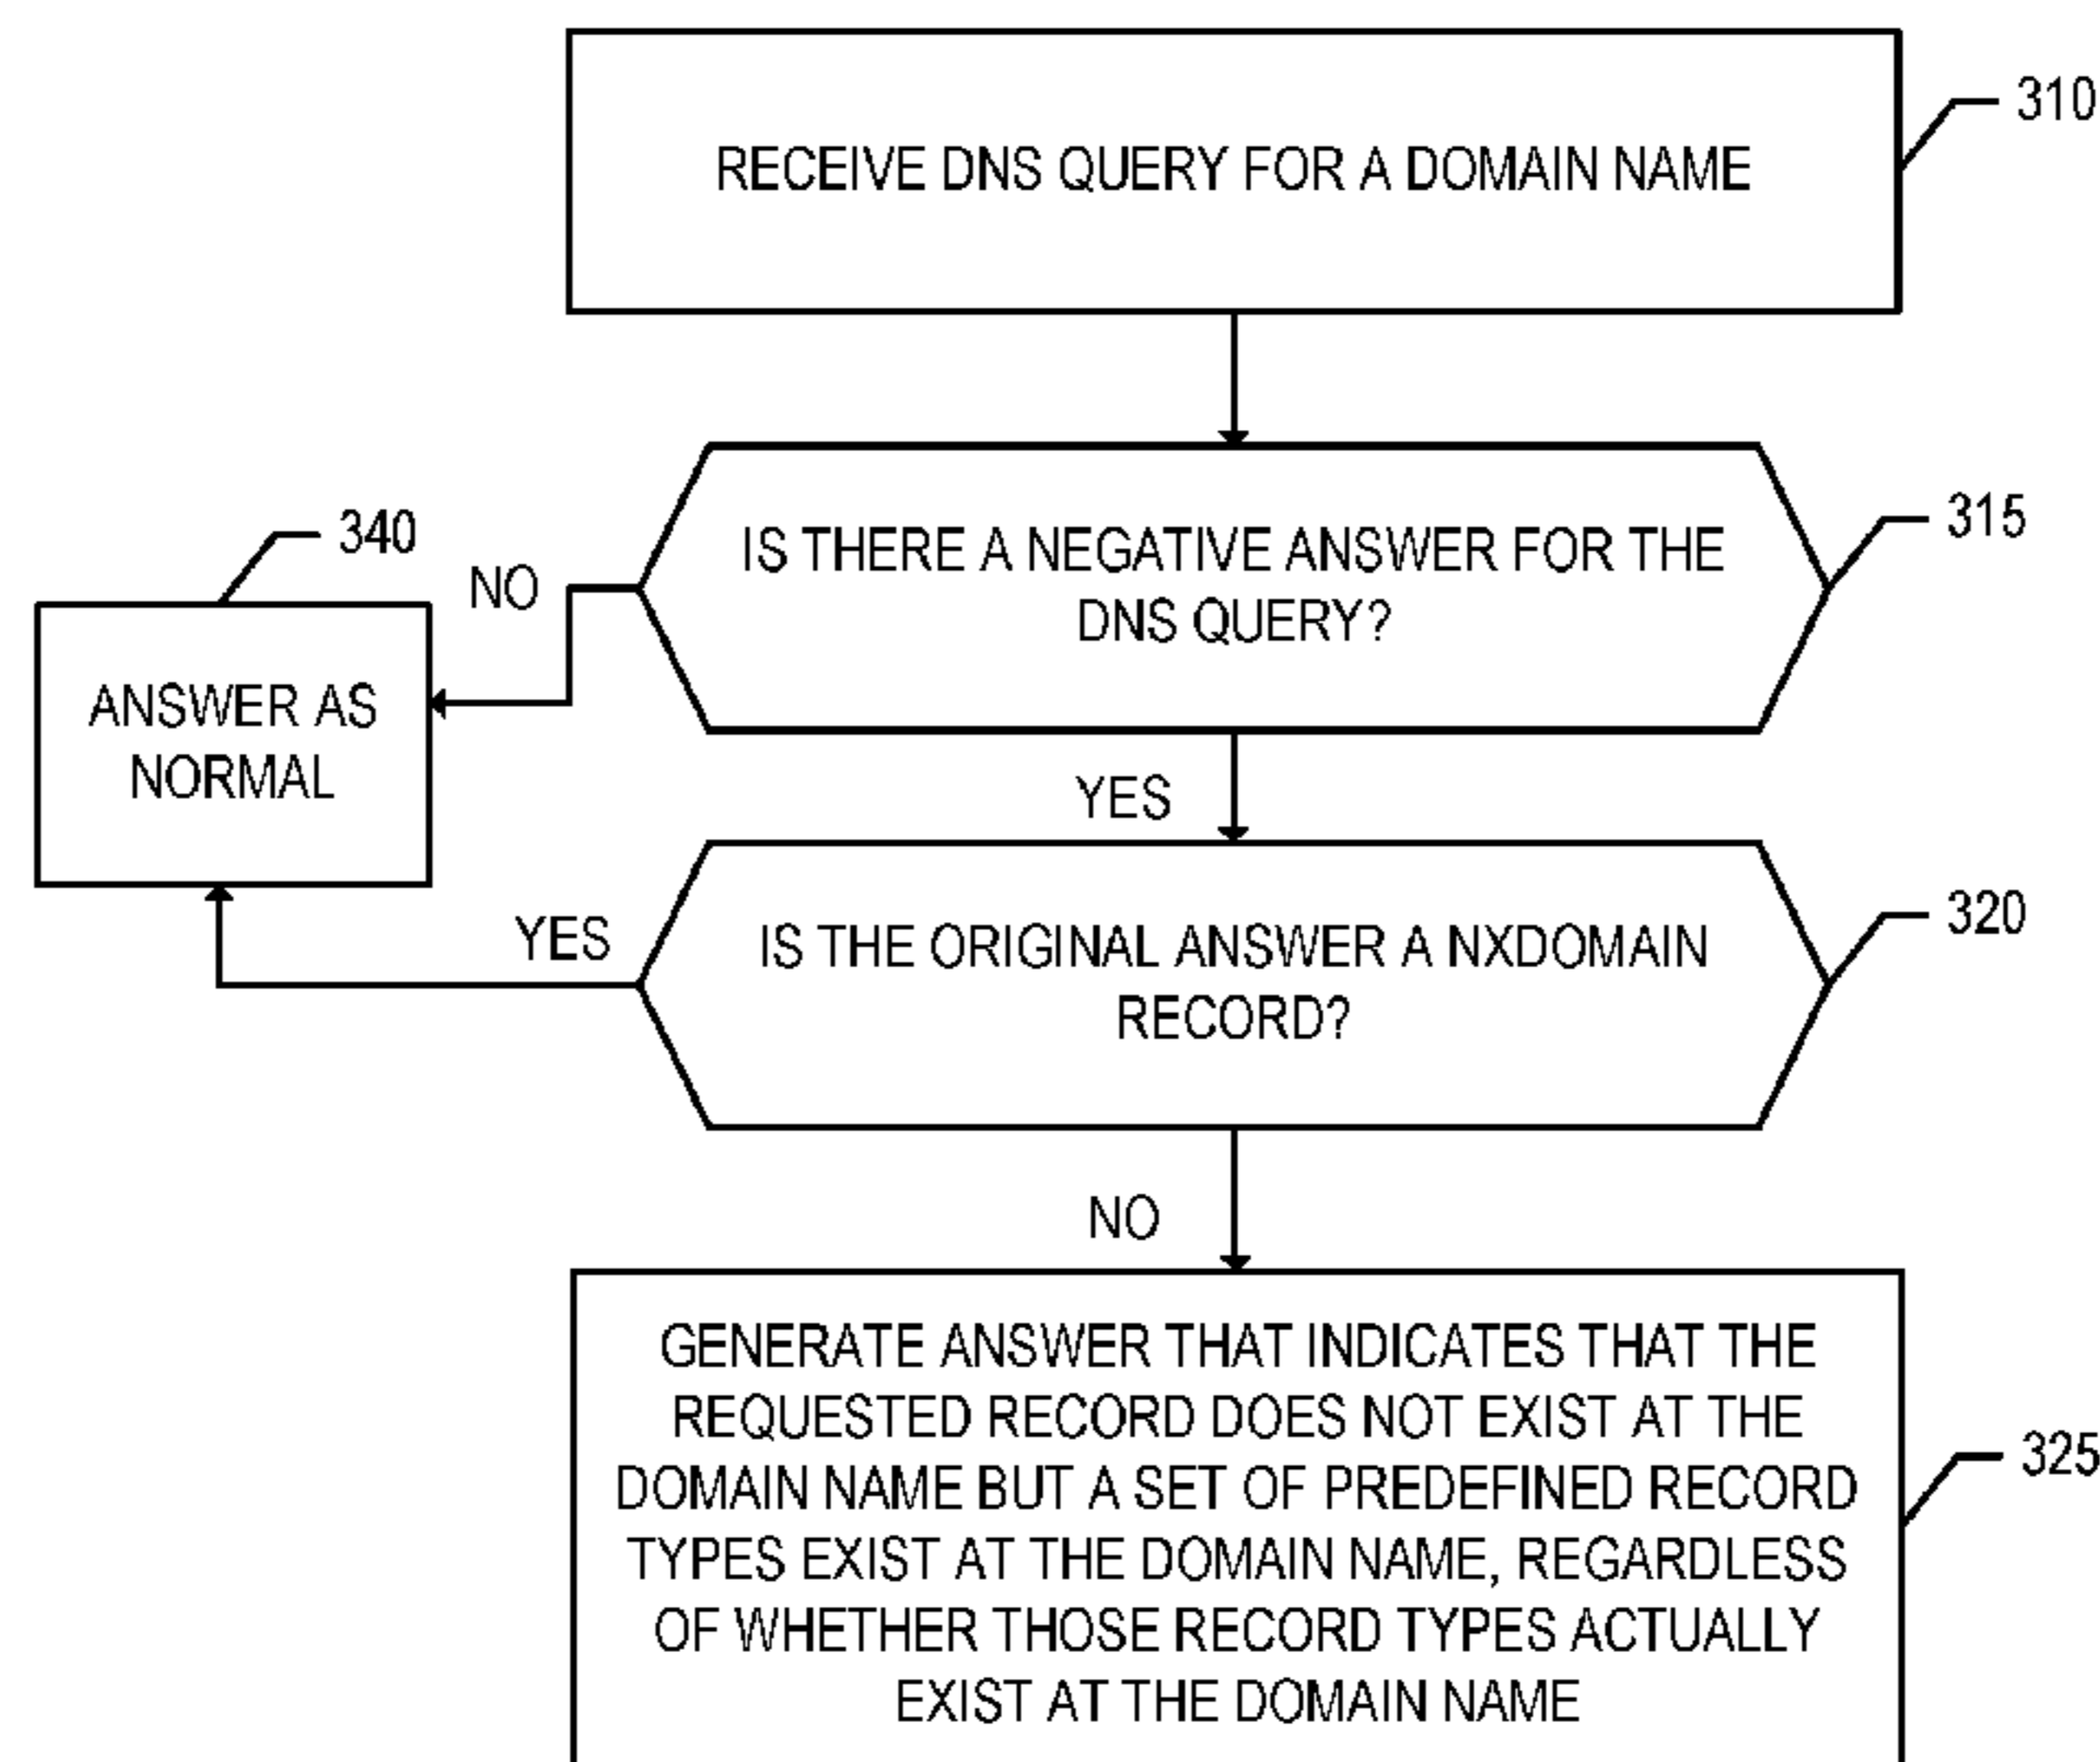 RECEIVE DNS QUERY FOR A DOMAIN NAME
310
IS THERE A NEGATIVE ANSWER FOR THE
DNS QUERY?
315
NO
340
ANSWER AS
NORMAL
YES
IS THE ORIGINAL ANSWER A NXDOMAIN
RECORD?
320
YES
NO
GENERATE ANSWER THAT INDICATES THAT THE
REQUESTED RECORD DOES NOT EXIST AT THE
DOMAIN NAME BUT A SET OF PREDEFINED RECORD
TYPES EXIST AT THE DOMAIN NAME, REGARDLESS
OF WHETHER THOSE RECORD TYPES ACTUALLY
EXIST AT THE DOMAIN NAME
325